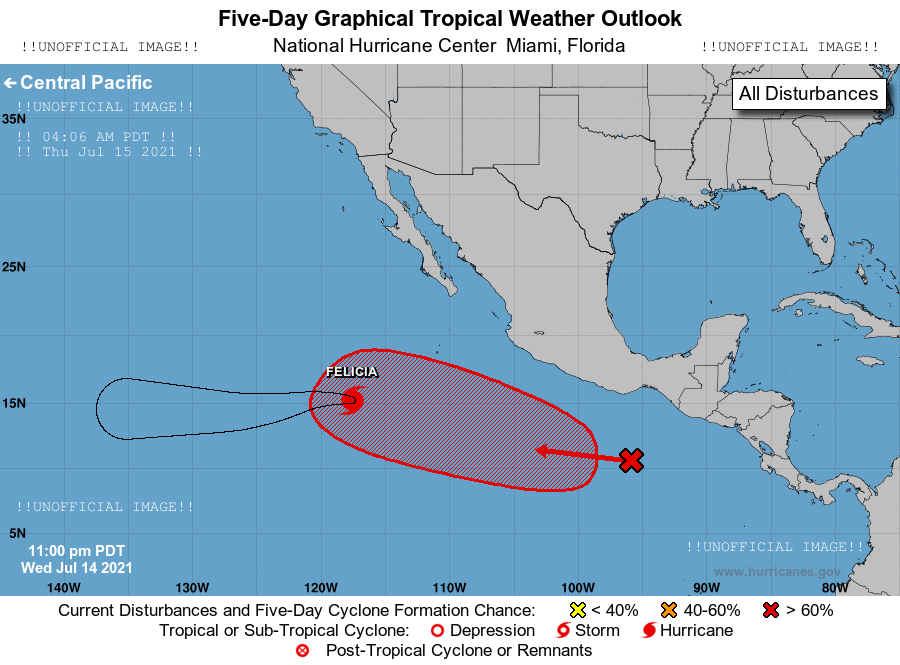 Five-Day Graphical Tropical Weather Outlook
!!UNOFFICIAL IMAGE!! National Hurricane Center Miami, Florida !!UNOFFICIAL IMAGE!!
← Central Pacific
All Disturbances
!!UNOFFICIAL IMAGE!!
35N
!! 04:06 AM PDT !!
!! Thu Jul 15 2021 !!
25N
FELICIA
15N
!!UNOFFICIAL IMAGE!!
5N
!!UNOFFICIAL IMAGE!!
11:00 pm PDT
Wed Jul 14 2021
www.hurricanes.gov
140W 130W 120W 110W 100W 90W 80W
Current Disturbances and Five-Day Cyclone Formation Chance: < 40% 40-60% > 60%
Tropical or Sub-Tropical Cyclone: Depression Storm Hurricane
Post-Tropical Cyclone or Remnants